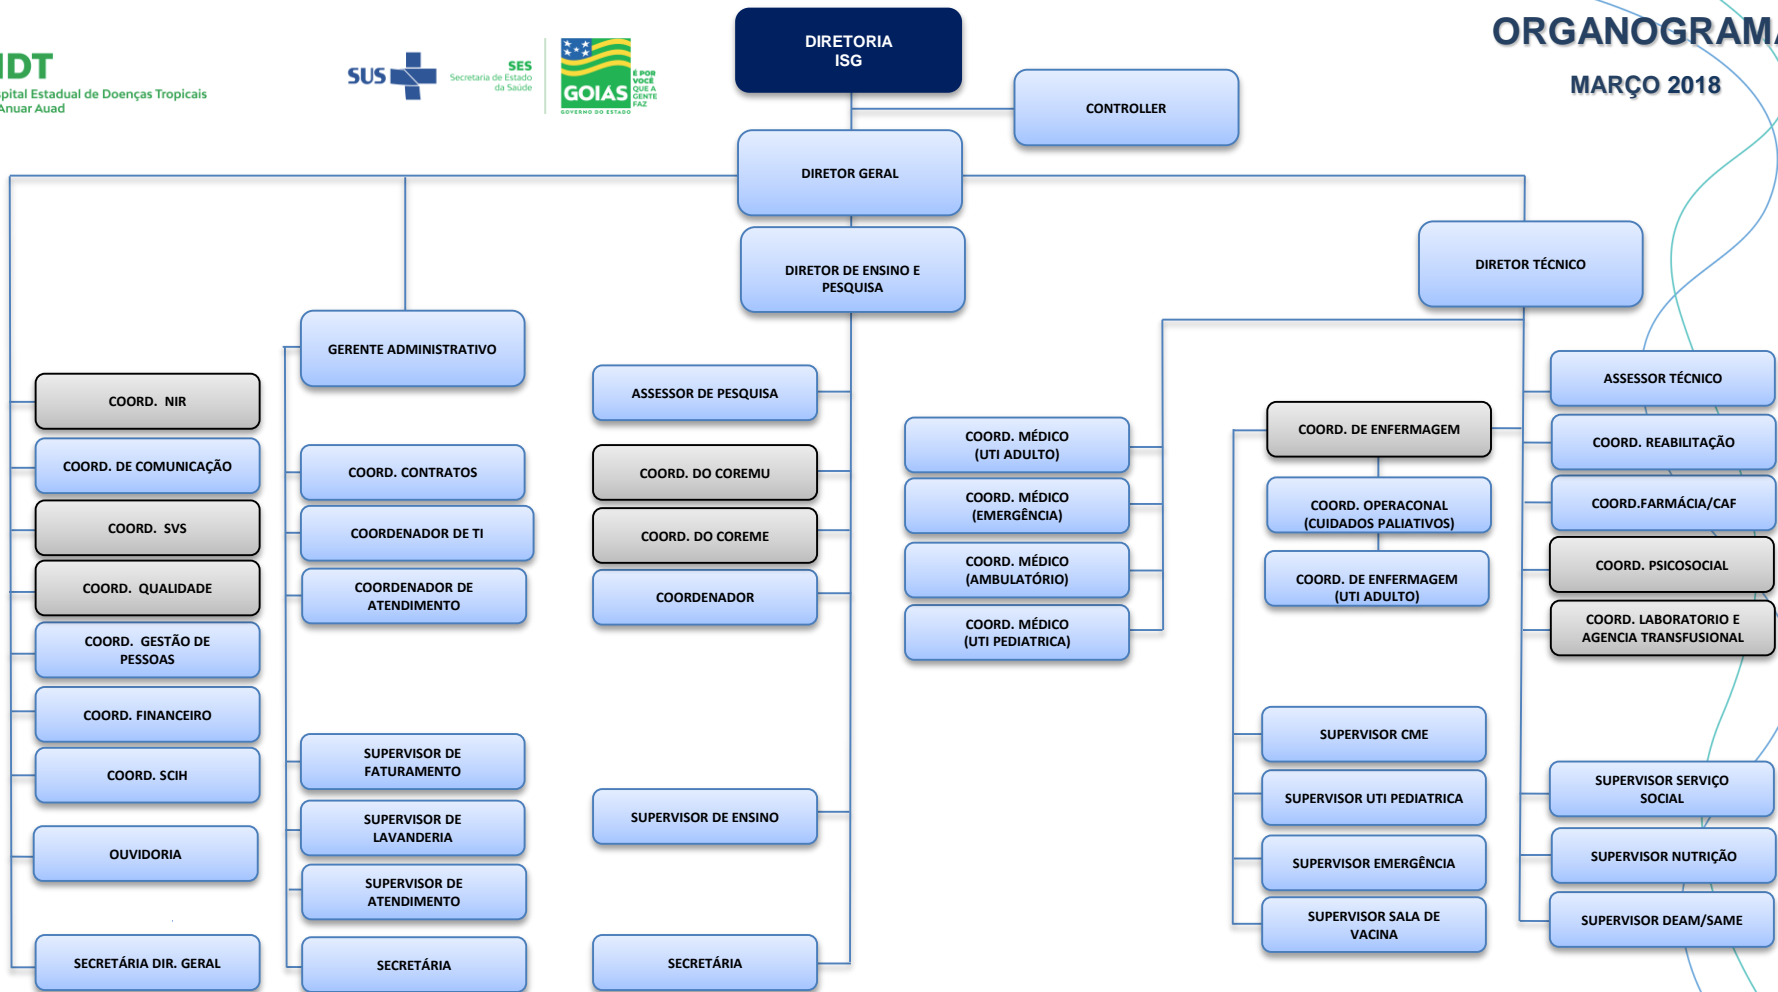 ORGANOGRAMA
MARÇO 2018
Hospital Estadual de Doenças Tropicais
Anuar Auad
SUS
SES
Secretaria de Estado
da Saúde
GOIÁS
GOVERNO DO ESTADO
É POR
VOCÊ
QUE A
GENTE
FAZ
DIRETORIA
ISG
CONTROLLER
DIRETOR GERAL
DIRETOR DE ENSINO E
PESQUISA
DIRETOR TÉCNICO
GERENTE ADMINISTRATIVO
COORD. NIR
COORD. DE COMUNICAÇÃO
COORD. SVS
COORD. QUALIDADE
COORD. GESTÃO DE
PESSOAS
COORD. FINANCEIRO
COORD. SCIH
OUVIDORIA
SECRETÁRIA DIR. GERAL
COORD. CONTRATOS
COORDENADOR DE TI
COORDENADOR DE
ATENDIMENTO
SUPERVISOR DE
FATURAMENTO
SUPERVISOR DE
LAVANDERIA
SUPERVISOR DE
ATENDIMENTO
SECRETÁRIA
ASSESSOR DE PESQUISA
COORD. DO COREMU
COORD. DO COREME
COORDENADOR
SUPERVISOR DE ENSINO
SECRETÁRIA
COORD. MÉDICO
(UTI ADULTO)
COORD. MÉDICO
(EMERGÊNCIA)
COORD. MÉDICO
(AMBULATÓRIO)
COORD. MÉDICO
(UTI PEDIATRICA)
COORD. DE ENFERMAGEM
COORD. OPERACONAL
(CUIDADOS PALIATIVOS)
COORD. DE ENFERMAGEM
(UTI ADULTO)
SUPERVISOR CME
SUPERVISOR UTI PEDIATRICA
SUPERVISOR EMERGÊNCIA
SUPERVISOR SALA DE
VACINA
ASSESSOR TÉCNICO
COORD. REABILITAÇÃO
COORD.FARMÁCIA/CAF
COORD. PSICOSOCIAL
COORD. LABORATORIO E
AGENCIA TRANSFUSIONAL
SUPERVISOR SERVIÇO
SOCIAL
SUPERVISOR NUTRIÇÃO
SUPERVISOR DEAM/SAME